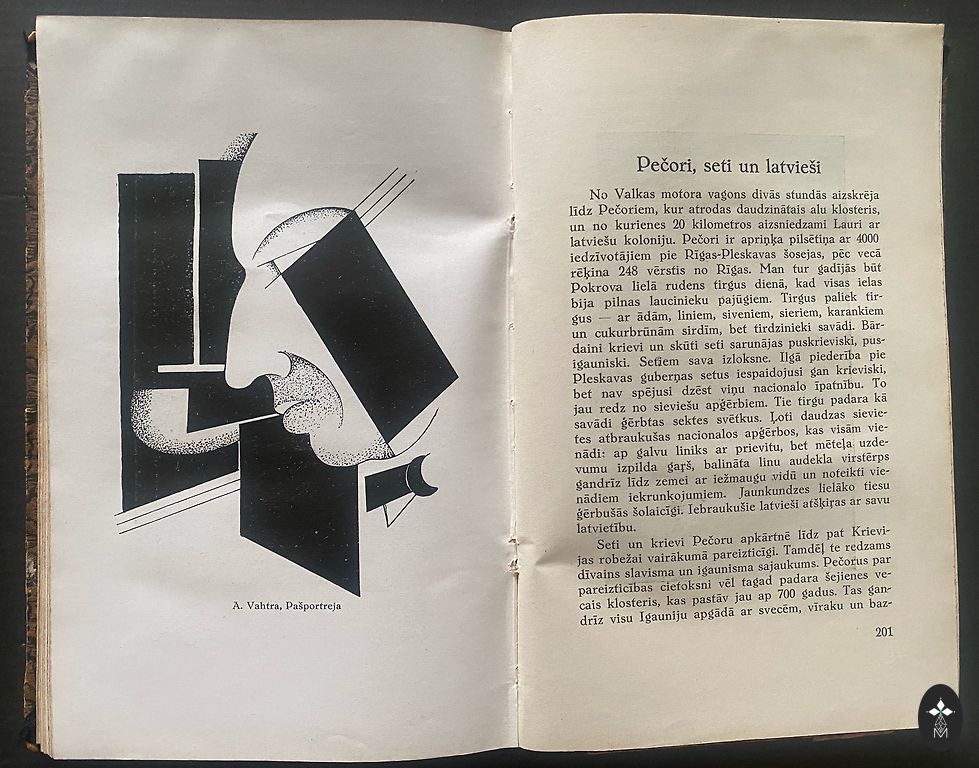 A. Vahtra, Pašportreja
Pečori, seti un latvieši
No Valkas motora vagons divās stundās aizskrēja
līdz Pečoriem, kur atrodas daudzinātais alu klosteris,
un no kurienes 20 kilometros aizsniedzami Lauri ar
latviešu koloniju. Pečori ir apriņķa pilsētiņa ar 4000
iedzīvotājiem pie Rīgas-Pleskavas šosejas, pēc vecā
rēķina 248 verstis no Rīgas. Man tur gadījās būt
Pokrova lielā rudens tirgus dienā, kad visas ielas
bija pilnas laucinieku pajūgiem. Tirgus paliek tir-
gus — ar ādām, liniem, siveniem, sieriem, karankiem
un cukurbrūnām sirdīm, bet tirdzinieki savādi. Bār-
daini krievi un skūti seti sarunājas puskrieviski, pus-
igauniski. Setiem sava izloksne. Ilgā piederība pie
Pleskavas guberņas setus iespaidojusi gan krieviski,
bet nav spējusi dzēst viņu nacionalo īpatnību. To
jau redz no sieviešu apģērbiem. Tie tirgu padara kā
savādi ģērbtas sektes svētkus. Ļoti daudzas sievie-
tes atbraukušas nacionalos apģērbos, kas visām vie-
nādi: ap galvu liniks ar prievitu, bet mēteļa uzde-
vumu izpilda gaŗš, balināta linu audekla virstērps
gandrīz līdz zemei ar iežmaugu vidū un noteikti vie-
nādiem iekrunkojumiem. Jaunkundzes lielāko tiesu
ģērbušās šolaicīgi. Iebraukušie latvieši atšķiŗas ar savu
latvietību.
Seti un krievi Pečoru apkārtnē līdz pat Krievi-
jas robežai vairākumā pareizticīgi. Tamdēļ te redzams
dīvains slavisma un igaunisma sajaukums. Pečorus par
pareizticības cietoksni vēl tagad padara šejienes ve-
cais klosteris, kas pastāv jau ap 700 gadus. Tas gan-
drīz visu Igauniju apgādā ar svecēm, vīraku un baz-
201
M